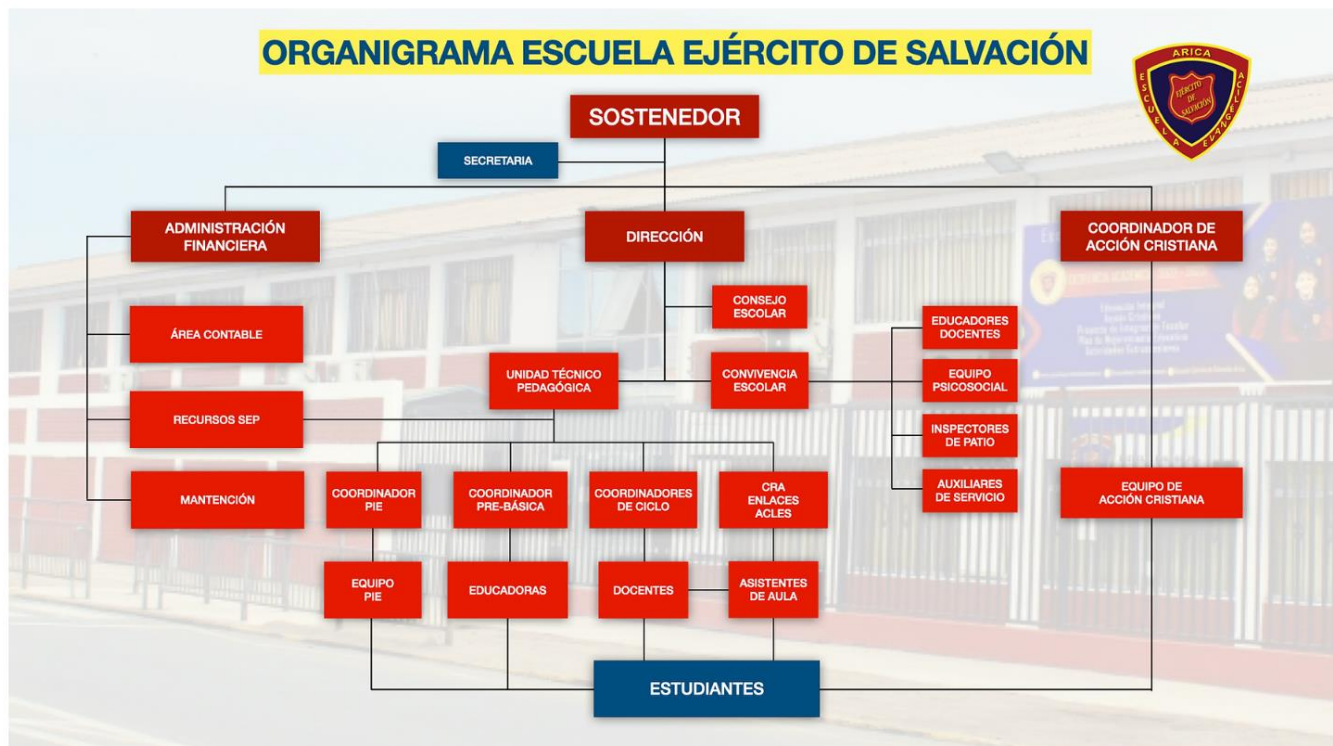 ORGANIGRAMA ESCUELA EJÉRCITO DE SALVACIÓN
ARICA
ESCUELA
EVANGÉLICA
EJÉRCITO
DE
SALVACIÓN
SOSTENEDOR
SECRETARIA
ADMINISTRACIÓN
FINANCIERA
DIRECCIÓN
COORDINADOR DE
ACCIÓN CRISTIANA
CONSEJO
ESCOLAR
ÁREA CONTABLE
EDUCADORES
DOCENTES
UNIDAD TÉCNICO
PEDAGÓGICA
CONVIVENCIA
ESCOLAR
EQUIPO
PSICOSOCIAL
RECURSOS SEP
INSPECTORES
DE PATIO
MANTENCIÓN
COORDINADOR
PIE
COORDINADOR
PRE-BÁSICA
COORDINADORES
DE CICLO
CRA
ENLACES
ACLES
AUXILIARES
DE SERVICIO
EQUIPO DE
ACCIÓN CRISTIANA
EQUIPO
PIE
EDUCADORAS
DOCENTES
ASISTENTES
DE AULA
ESTUDIANTES